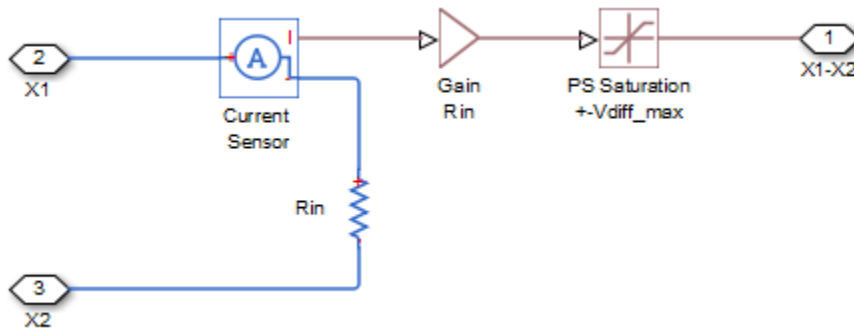 2
X1
A
I
Current
Sensor
Gain
Rin
PS Saturation
+-Vdiff_max
1
X1-X2
Rin
3
X2